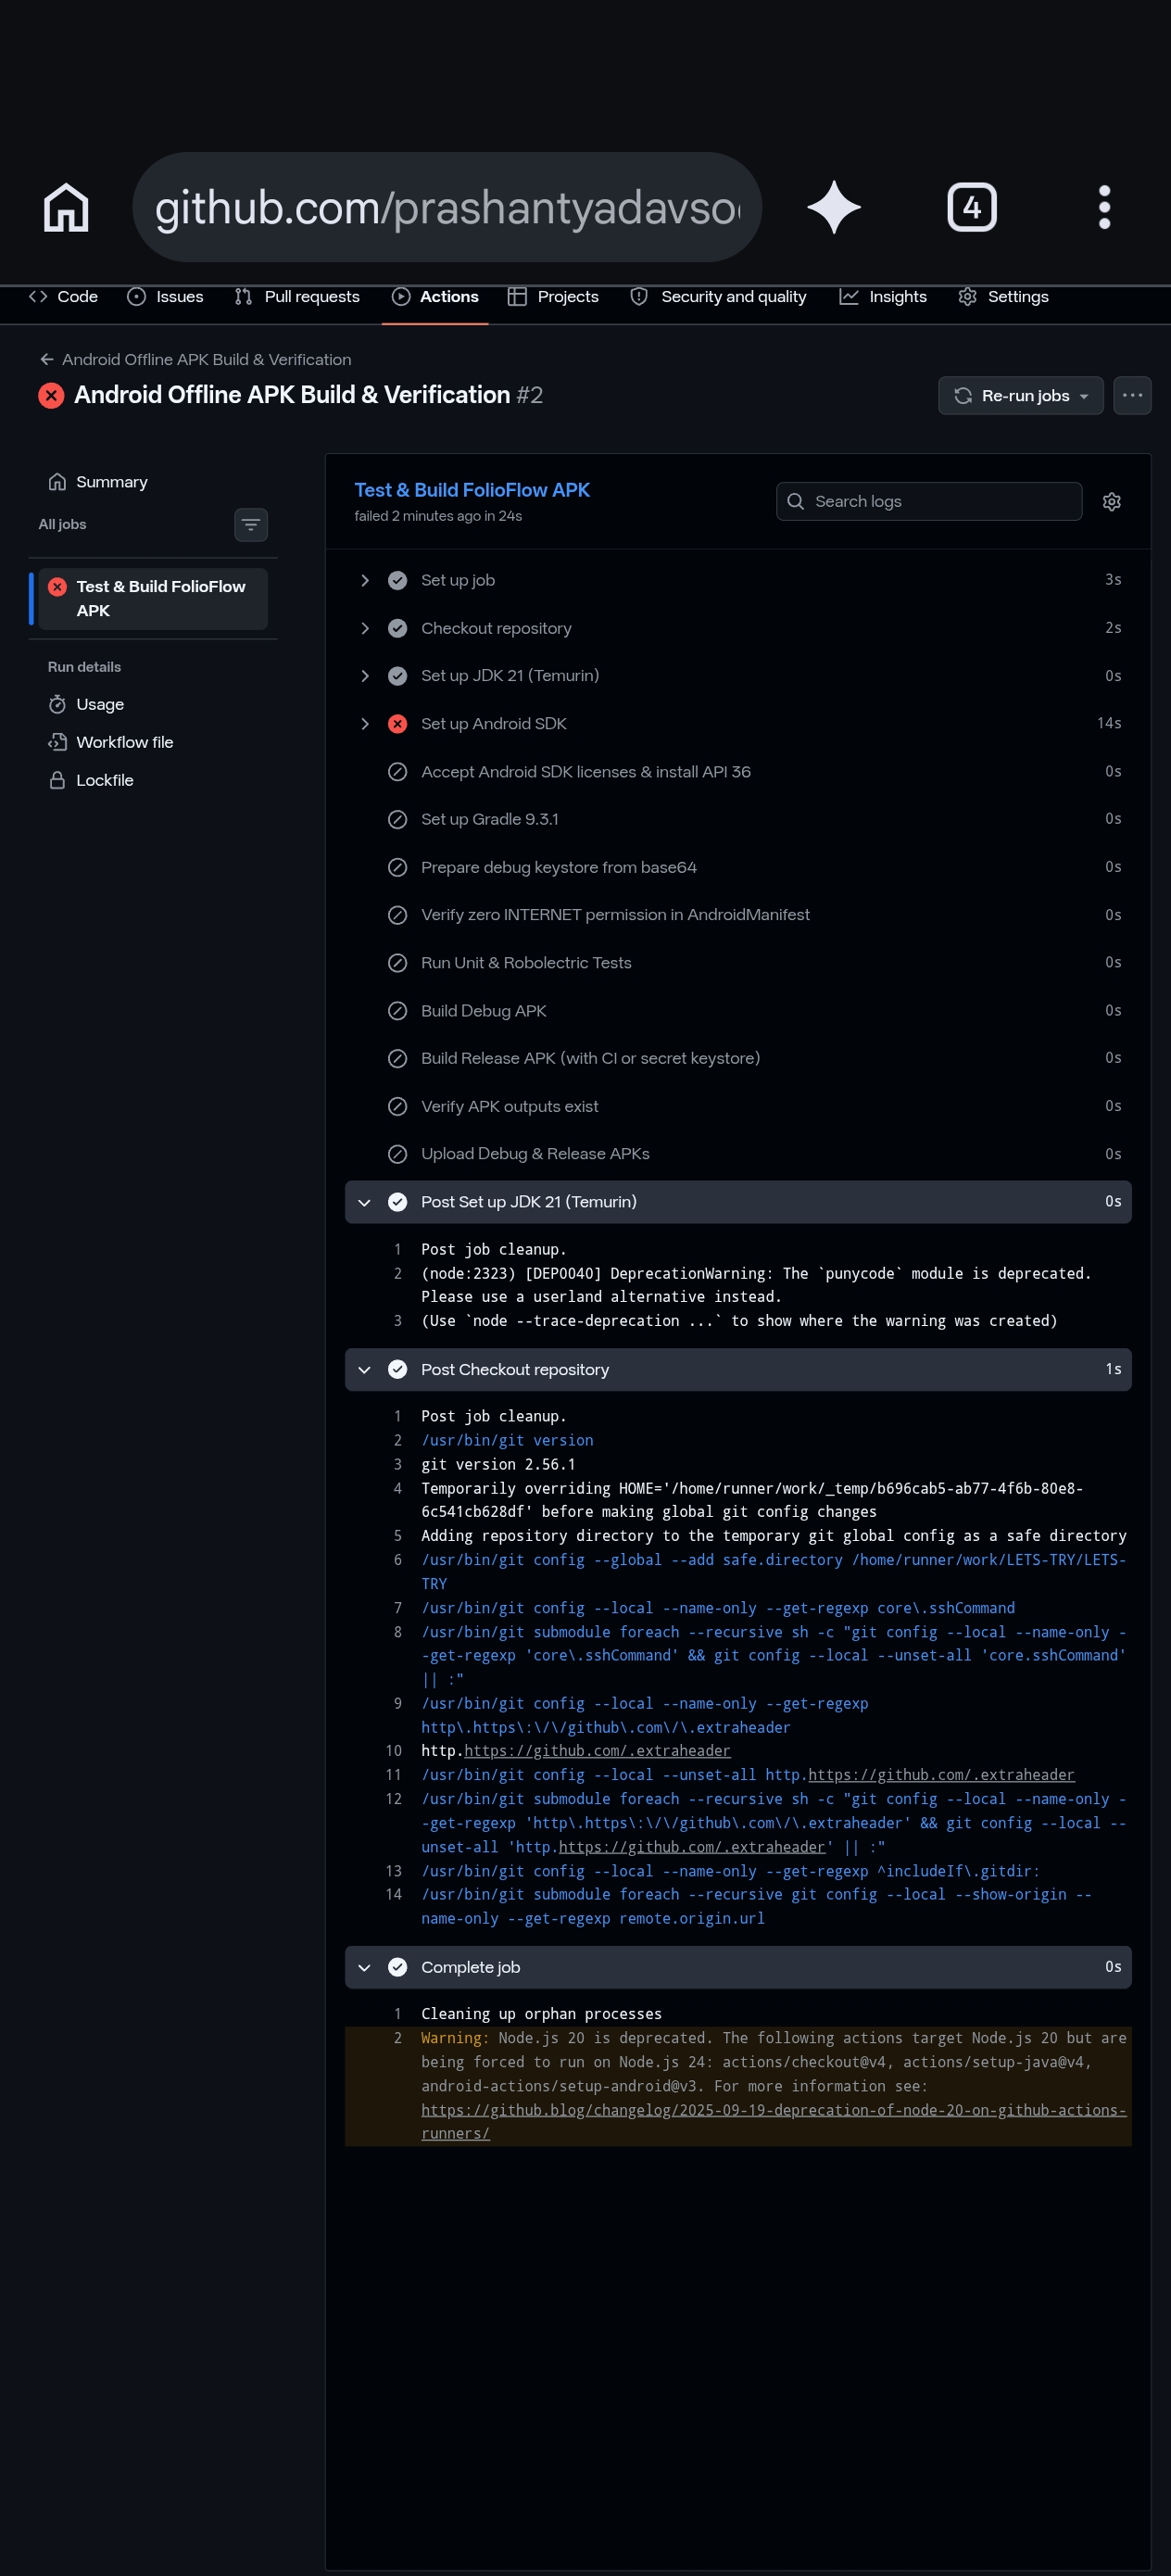 github.com/prashantyadavso
4
Code Issues Pull requests Actions Projects Security and quality Insights Settings
Android Offline APK Build & Verification
Android Offline APK Build & Verification #2
Re-run jobs
Summary
All jobs
Test & Build FolioFlow
APK
Run details
Usage
Workflow file
Lockfile
Test & Build FolioFlow APK
failed 2 minutes ago in 24s
Search logs
Set up job 3s
Checkout repository 2s
Set up JDK 21 (Temurin) 0s
Set up Android SDK 14s
Accept Android SDK licenses & install API 36 0s
Set up Gradle 9.3.1 0s
Prepare debug keystore from base64 0s
Verify zero INTERNET permission in AndroidManifest 0s
Run Unit & Robolectric Tests 0s
Build Debug APK 0s
Build Release APK (with CI or secret keystore) 0s
Verify APK outputs exist 0s
Upload Debug & Release APKs 0s
Post Set up JDK 21 (Temurin) 0s
1 Post job cleanup.
2 (node:2323) [DEP0040] DeprecationWarning: The `punycode` module is deprecated.
Please use a userland alternative instead.
3 (Use `node --trace-deprecation ...` to show where the warning was created)
Post Checkout repository 1s
1 Post job cleanup.
2 /usr/bin/git version
3 git version 2.56.1
4 Temporarily overriding HOME='/home/runner/work/_temp/b696cab5-ab77-4f6b-80e8-
6c541cb628df' before making global git config changes
5 Adding repository directory to the temporary git global config as a safe directory
6 /usr/bin/git config --global --add safe.directory /home/runner/work/LETS-TRY/LETS-
TRY
7 /usr/bin/git config --local --name-only --get-regexp core\.sshCommand
8 /usr/bin/git submodule foreach --recursive sh -c "git config --local --name-only -
-get-regexp 'core\.sshCommand' && git config --local --unset-all 'core.sshCommand'
|| :"
9 /usr/bin/git config --local --name-only --get-regexp
http\.https\:\/\/github\.com\/\.extraheader
10 http.https://github.com/.extraheader
11 /usr/bin/git config --local --unset-all http.https://github.com/.extraheader
12 /usr/bin/git submodule foreach --recursive sh -c "git config --local --name-only -
-get-regexp 'http\.https\:\/\/github\.com\/\.extraheader' && git config --local --
unset-all 'http.https://github.com/.extraheader' || :"
13 /usr/bin/git config --local --name-only --get-regexp ^includeIf\.gitdir:
14 /usr/bin/git submodule foreach --recursive git config --local --show-origin --
name-only --get-regexp remote.origin.url
Complete job 0s
1 Cleaning up orphan processes
2 Warning: Node.js 20 is deprecated. The following actions target Node.js 20 but are
being forced to run on Node.js 24: actions/checkout@v4, actions/setup-java@v4,
android-actions/setup-android@v3. For more information see:
https://github.blog/changelog/2025-09-19-deprecation-of-node-20-on-github-actions-
runners/